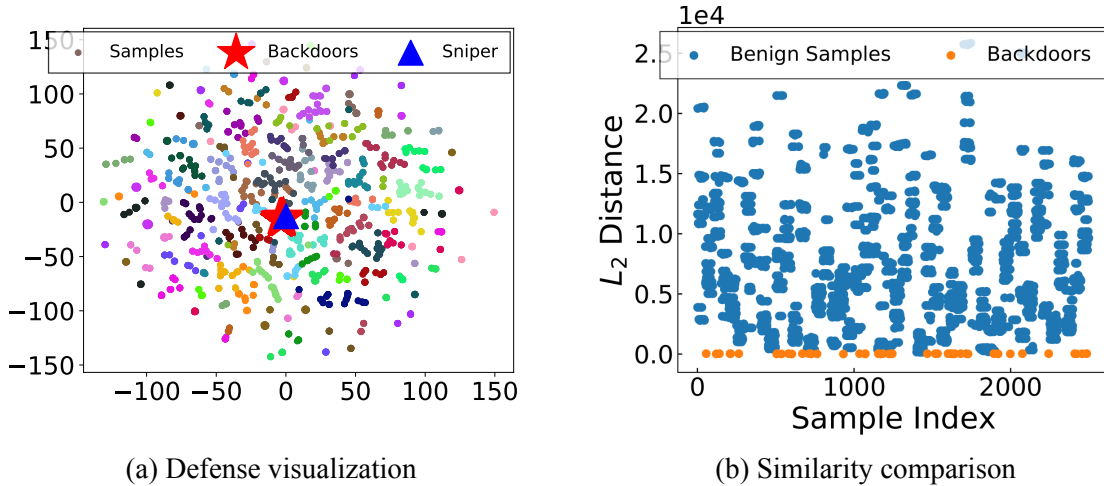 Samples Backdoors Sniper
150
100
50
0
−50
−100
−150
−100 −50 0 50 100 150
(a) Defense visualization
1e4
Benign Samples Backdoors
2.5
2.0
1.5
1.0
0.5
0.0
L2 Distance
0 1000 2000
Sample Index
(b) Similarity comparison